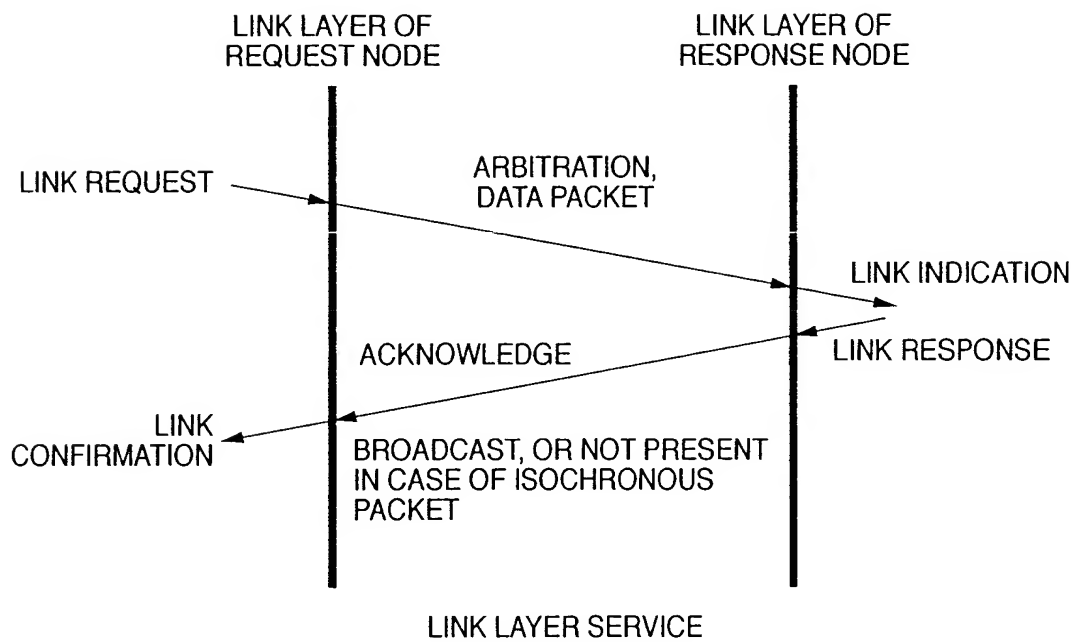 LINK LAYER OF
REQUEST NODE
LINK LAYER OF
RESPONSE NODE
LINK REQUEST
ARBITRATION,
DATA PACKET
LINK INDICATION
LINK RESPONSE
ACKNOWLEDGE
LINK
CONFIRMATION
BROADCAST, OR NOT PRESENT
IN CASE OF ISOCHRONOUS
PACKET
LINK LAYER SERVICE